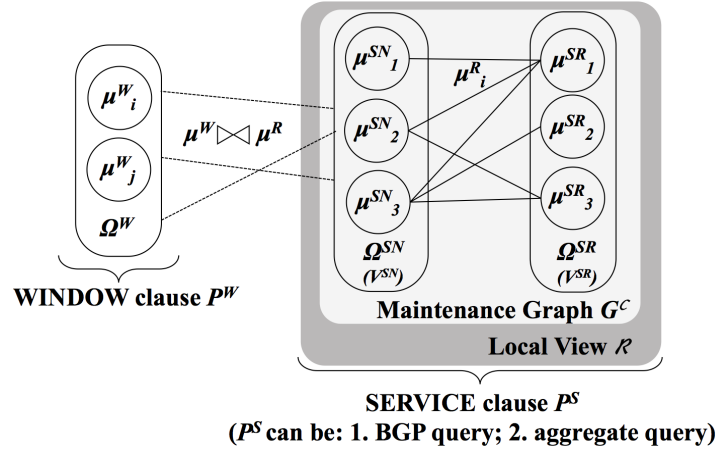 μ^W_i
μ^W_j
Ω^W
WINDOW clause P^W
μ^W ⋈ μ^R
μ^SN_1
μ^SN_2
μ^SN_3
Ω^SN
(V^SN)
μ^R_i
μ^SR_1
μ^SR_2
μ^SR_3
Ω^SR
(V^SR)
Maintenance Graph G^C
Local View R
SERVICE clause P^S
(P^S can be: 1. BGP query; 2. aggregate query)